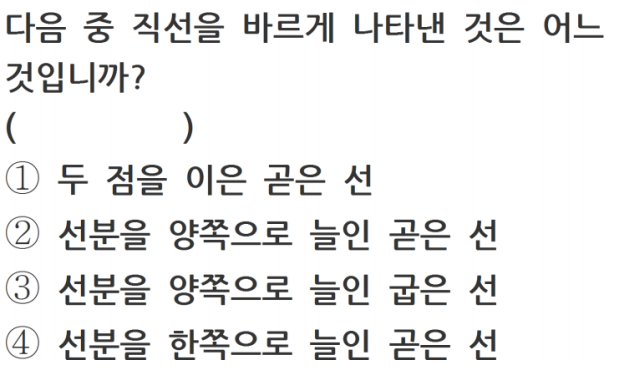 다음 중 직선을 바르게 나타낸 것은 어느
것입니까?
(          )
① 두 점을 이은 곧은 선
② 선분을 양쪽으로 늘인 곧은 선
③ 선분을 양쪽으로 늘인 굽은 선
④ 선분을 한쪽으로 늘인 곧은 선